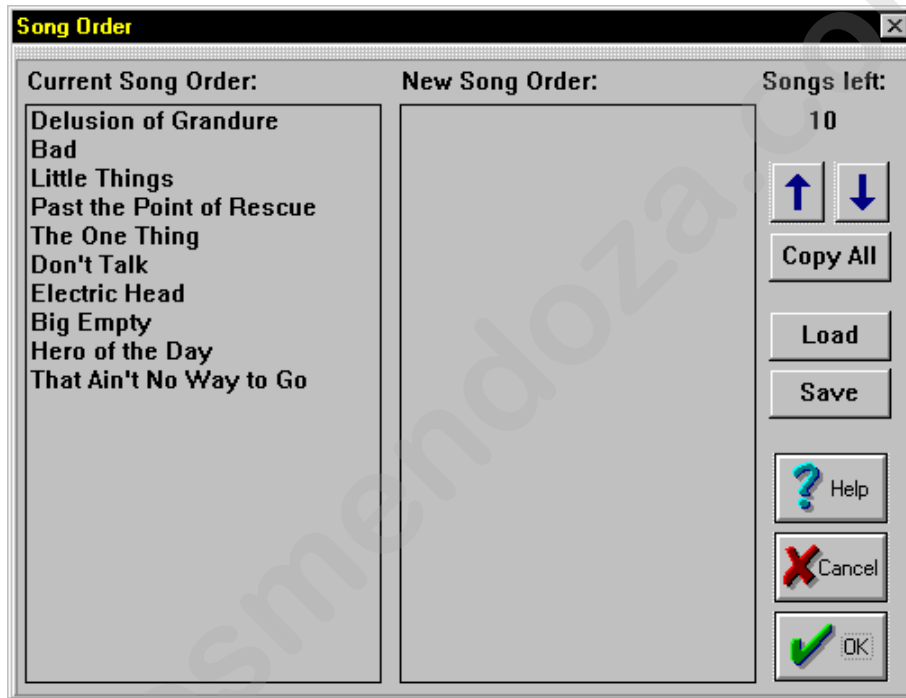 Song Order
Current Song Order:
Delusion of Grandure
Bad
Little Things
Past the Point of Rescue
The One Thing
Don't Talk
Electric Head
Big Empty
Hero of the Day
That Ain't No Way to Go
New Song Order:
Songs left:
10
Copy All
Load
Save
Help
Cancel
OK